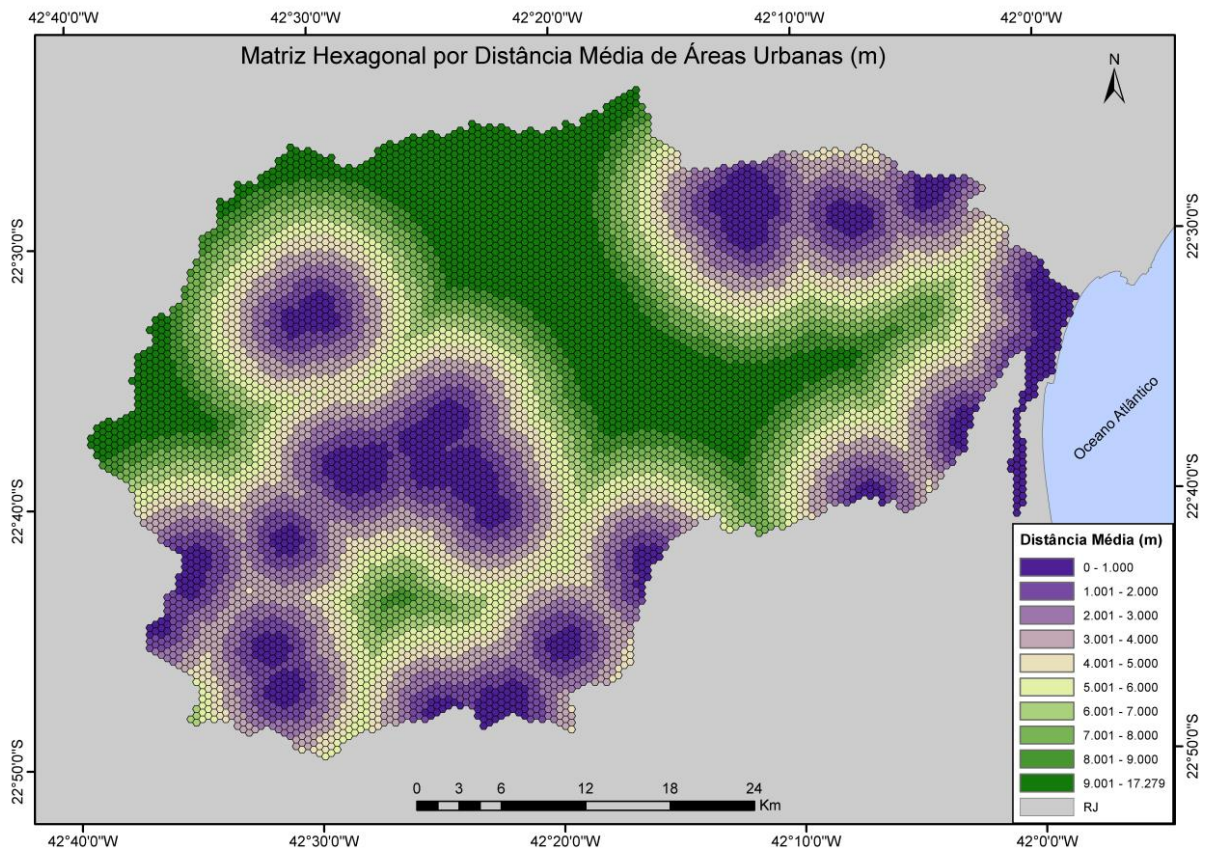 42°40'0"W 42°30'0"W 42°20'0"W 42°10'0"W 42°0'0"W
Matriz Hexagonal por Distância Média de Áreas Urbanas (m)
N
22°30'0"S 22°30'0"S
Oceano Atlântico
22°40'0"S 22°40'0"S
Distância Média (m)
0 - 1.000
1.001 - 2.000
2.001 - 3.000
3.001 - 4.000
4.001 - 5.000
5.001 - 6.000
6.001 - 7.000
7.001 - 8.000
8.001 - 9.000
9.001 - 17.279
RJ
22°50'0"S 22°50'0"S
0 3 6 12 18 24
Km
42°40'0"W 42°30'0"W 42°20'0"W 42°10'0"W 42°0'0"W